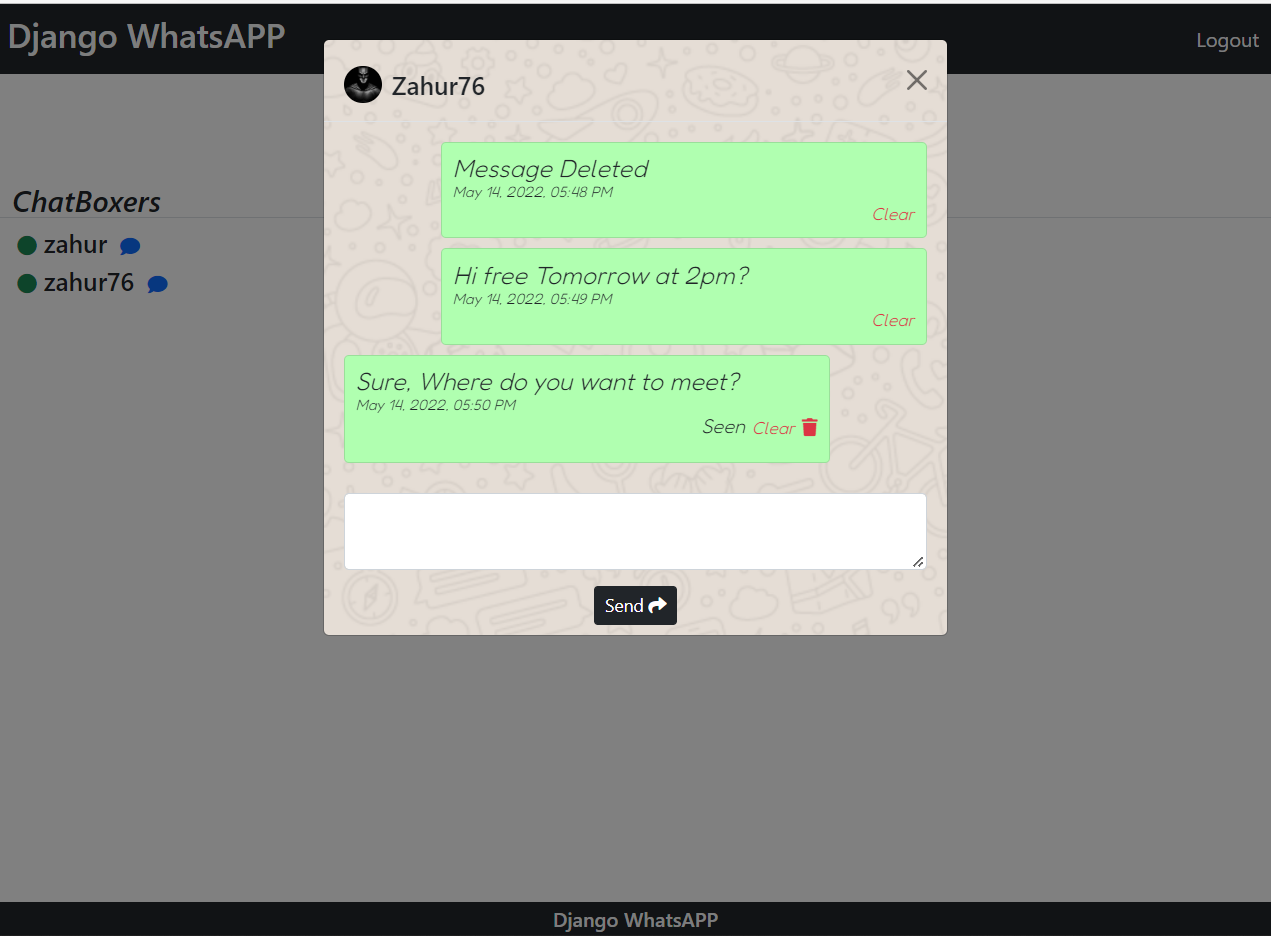 Django WhatsAPP
Logout
Zahur76
ChatBoxers
zahur
zahur76
Message Deleted
May 14, 2022, 05:48 PM
Clear
Hi free Tomorrow at 2pm?
May 14, 2022, 05:49 PM
Clear
Sure, Where do you want to meet?
May 14, 2022, 05:50 PM
Seen Clear
Send
Django WhatsAPP